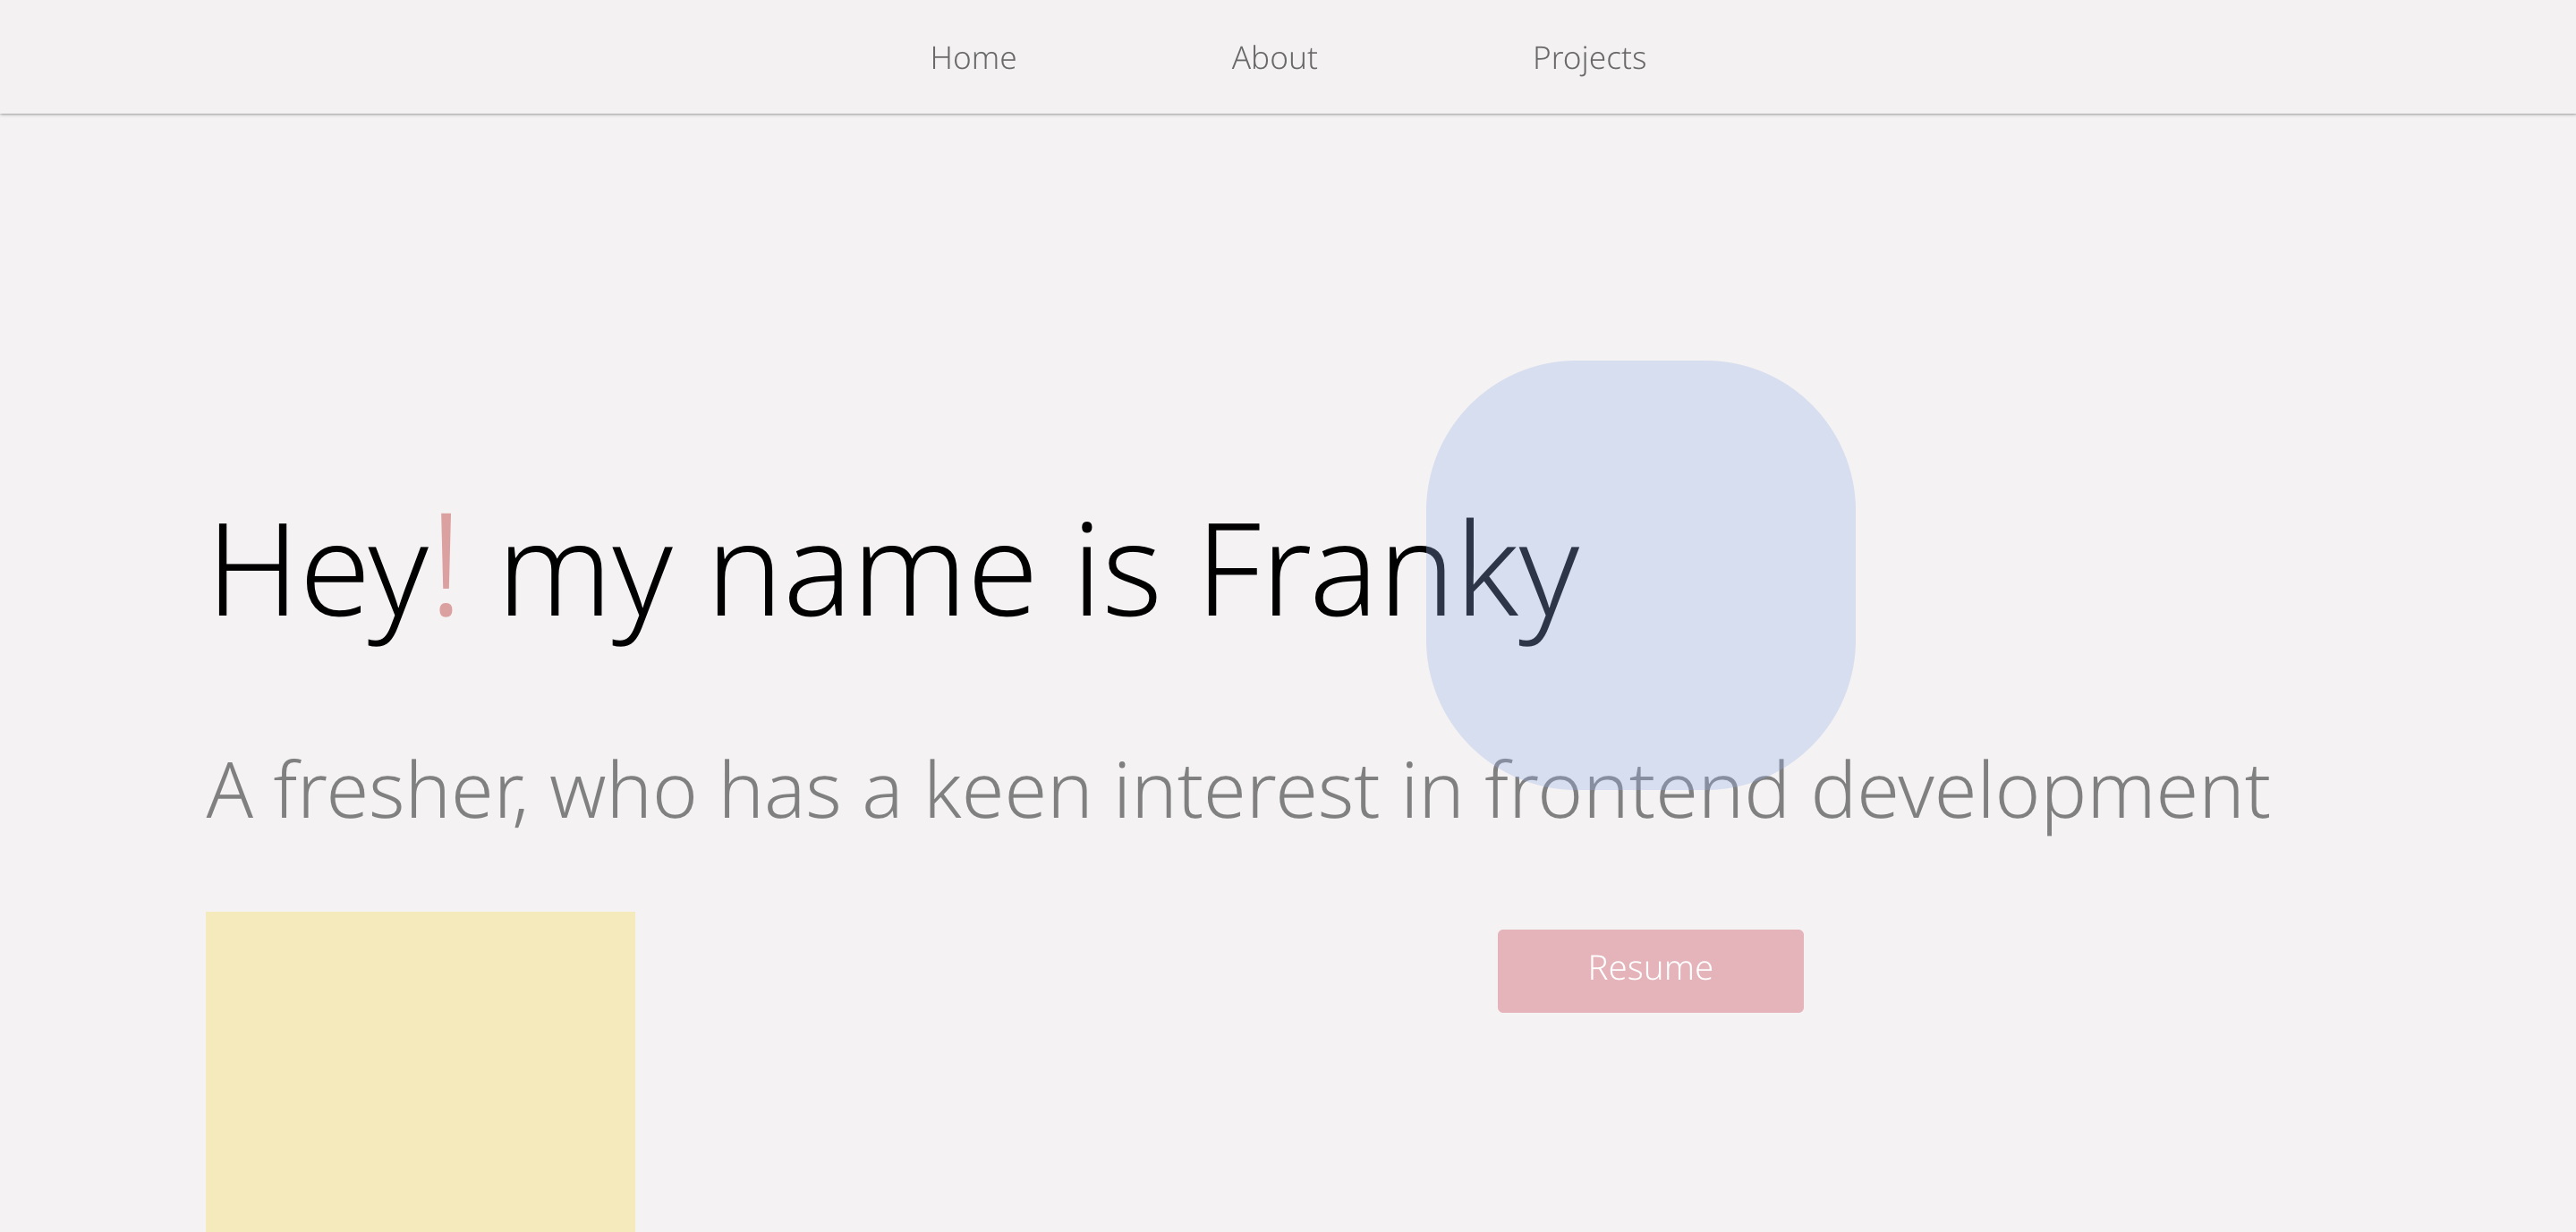 Home About Projects
Hey! my name is Franky
A fresher, who has a keen interest in frontend development
Resume